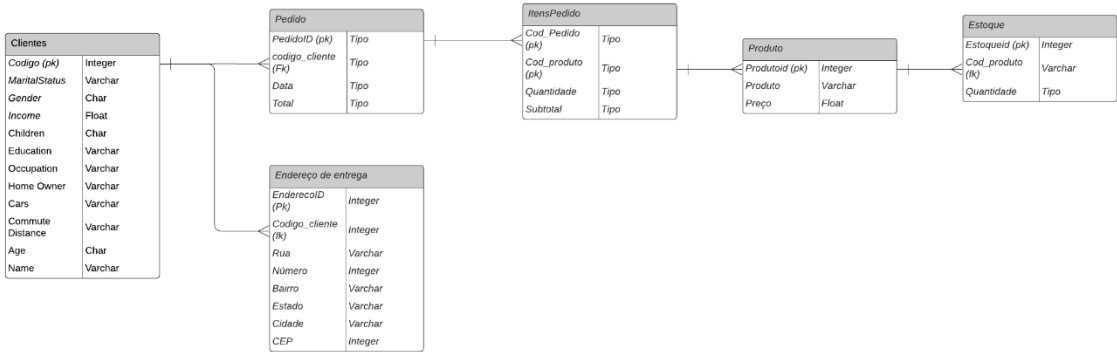 Clientes
Codigo (pk) Integer
MaritalStatus Varchar
Gender Char
Income Float
Children Char
Education Varchar
Occupation Varchar
Home Owner Varchar
Cars Varchar
Commute
Distance Varchar
Age Char
Name Varchar
Pedido
PedidoID (pk) Tipo
codigo_cliente
(Fk) Tipo
Data Tipo
Total Tipo
Endereço de entrega
EnderecoID
(Pk) Integer
Codigo_cliente
(fk) Integer
Rua Varchar
Número Integer
Bairro Varchar
Estado Varchar
Cidade Varchar
CEP Integer
ItensPedido
Cod_Pedido
(pk) Tipo
Cod_produto
(pk) Tipo
Quantidade Tipo
Subtotal Tipo
Produto
Produtoid (pk) Integer
Produto Varchar
Preço Float
Estoque
Estoqueid (pk) Integer
Cod_produto
(fk) Varchar
Quantidade Tipo